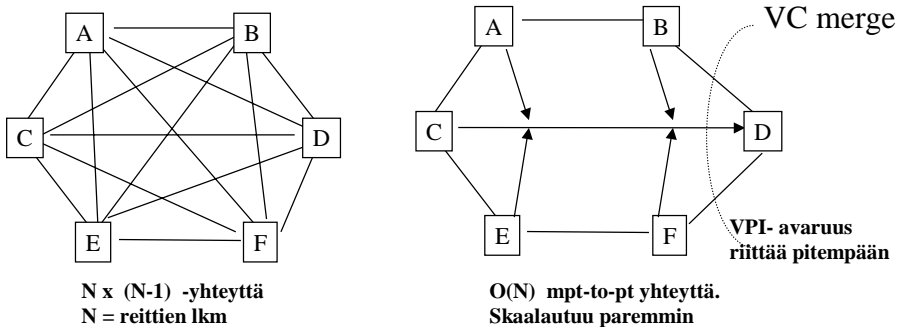 A B
C D
E F
N x (N-1) -yhteyttä
N = reittien lkm
A B
C D
E F
VC merge
VPI- avaruus
riittää pitempään
O(N) mpt-to-pt yhteyttä.
Skaalautuu paremmin